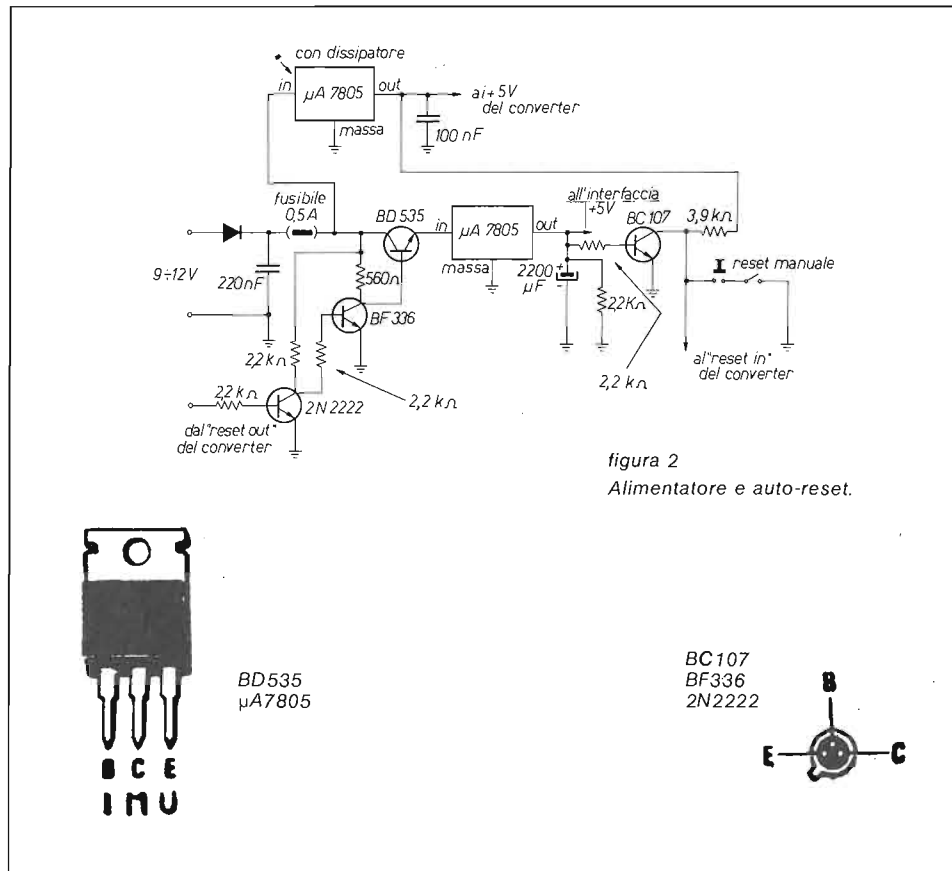 con dissipatore
in
µA 7805
out
massa
100 nF
ai +5V
del converter
fusibile
0,5A
9÷12V
220nF
BD 535
560Ω
BF 336
2,2 kΩ
2,2 kΩ
2N2222
2,2 kΩ
dal "reset out"
del converter
in
µA 7805
out
massa
all'interfaccia
+5V
2200
µF
+
-
2,2KΩ
2,2 kΩ
BC 107
3,9 kΩ
reset manuale
al "reset in"
del converter
figura 2
Alimentatore e auto-reset.
BD535
µA7805
B C E
I M U
BC107
BF336
2N2222
B
E
C